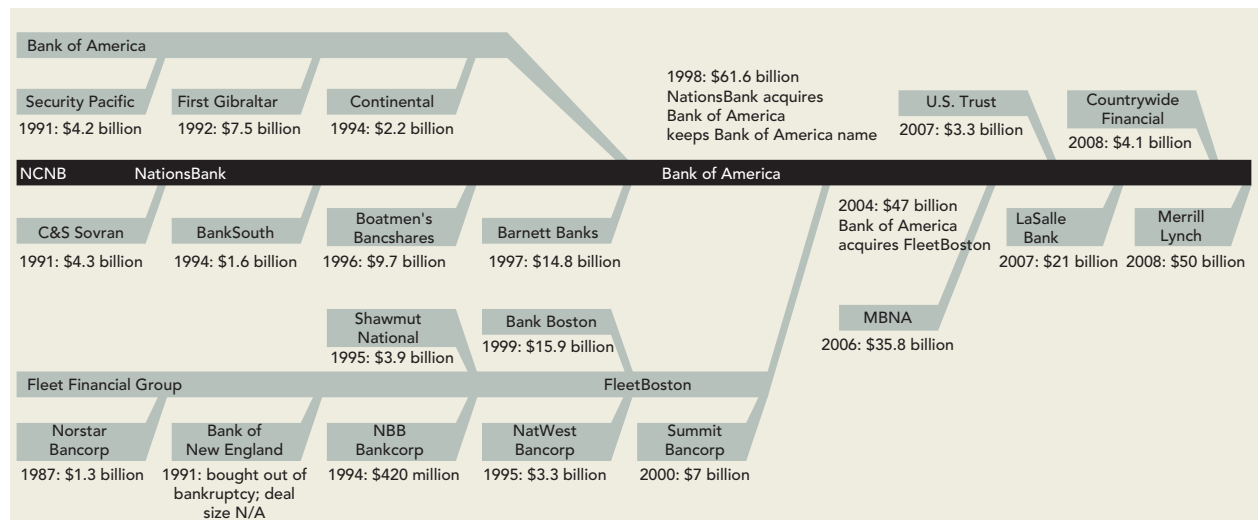 Bank of America
Security Pacific
1991: $4.2 billion
First Gibraltar
1992: $7.5 billion
Continental
1994: $2.2 billion
1998: $61.6 billion
NationsBank acquires
Bank of America
keeps Bank of America name
U.S. Trust
2007: $3.3 billion
Countrywide
Financial
2008: $4.1 billion
NCNB
NationsBank
Bank of America
C&S Sovran
1991: $4.3 billion
BankSouth
1994: $1.6 billion
Boatmen's
Bancshares
1996: $9.7 billion
Barnett Banks
1997: $14.8 billion
2004: $47 billion
Bank of America
acquires FleetBoston
LaSalle
Bank
2007: $21 billion
Merrill
Lynch
2008: $50 billion
MBNA
2006: $35.8 billion
Shawmut
National
1995: $3.9 billion
Bank Boston
1999: $15.9 billion
Fleet Financial Group
FleetBoston
Norstar
Bancorp
1987: $1.3 billion
Bank of
New England
1991: bought out of
bankruptcy; deal
size N/A
NBB
Bankcorp
1994: $420 million
NatWest
Bancorp
1995: $3.3 billion
Summit
Bancorp
2000: $7 billion